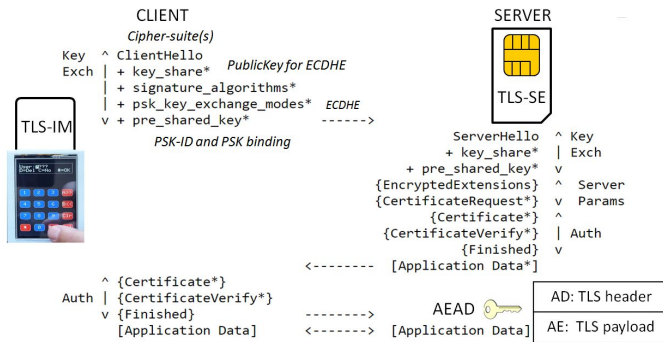 CLIENT
SERVER
Cipher-suite(s)
Key ^ ClientHello
Exch | + key_share* PublicKey for ECDHE
| + signature_algorithms*
| + psk_key_exchange_modes* ECDHE
v + pre_shared_key* ------>
PSK-ID and PSK binding
TLS-IM
TLS-SE
ServerHello ^ Key
+ key_share* | Exch
+ pre_shared_key* v
{EncryptedExtensions} ^ Server
{CertificateRequest*} v Params
{Certificate*} ^
{CertificateVerify*} | Auth
{Finished} v
<-------- [Application Data*]
^ {Certificate*}
Auth | {CertificateVerify*}
v {Finished} -------->
[Application Data] <-------> [Application Data]
AEAD
AD: TLS header
AE: TLS payload